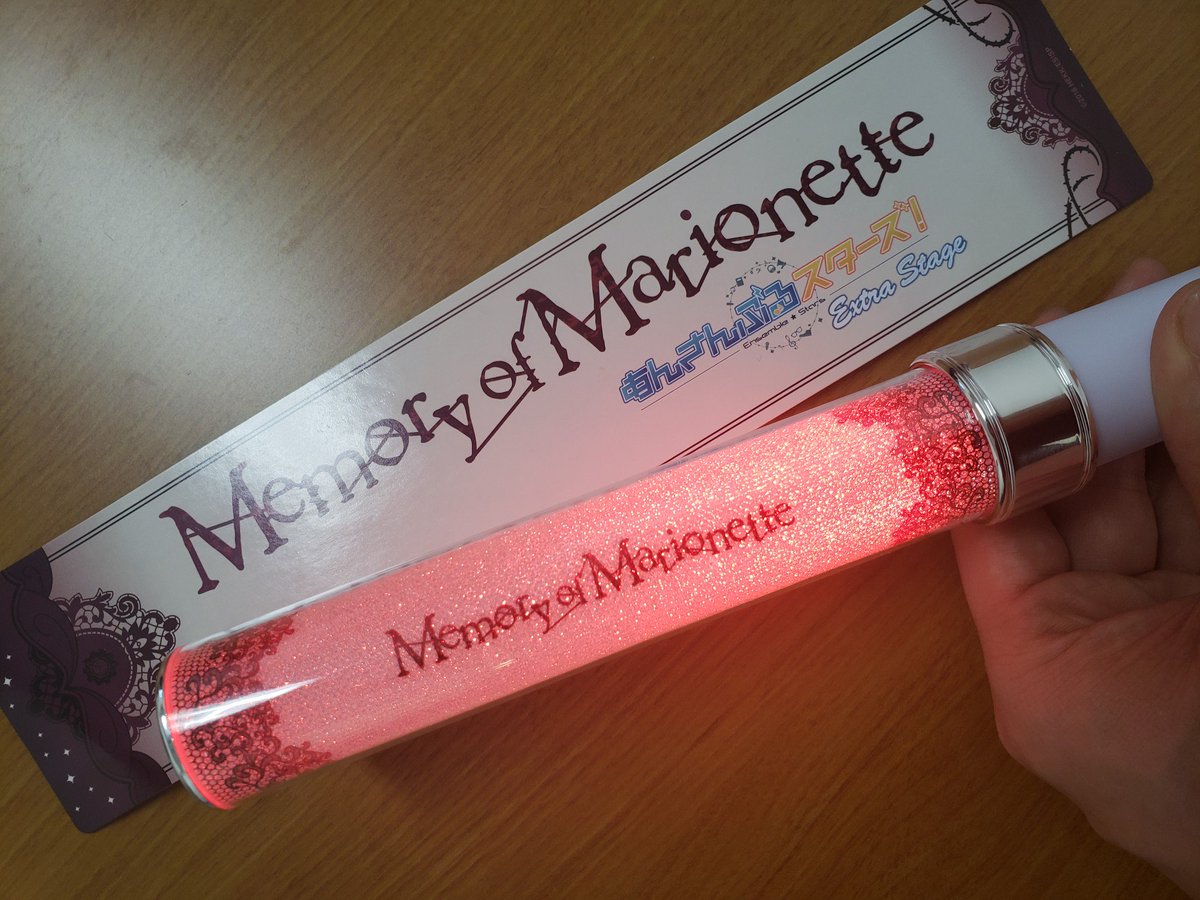 Memory of Marionette
あんさんぶるスターズ!
Ensemble ★ Stars
Extra Stage
Memory of Marionette